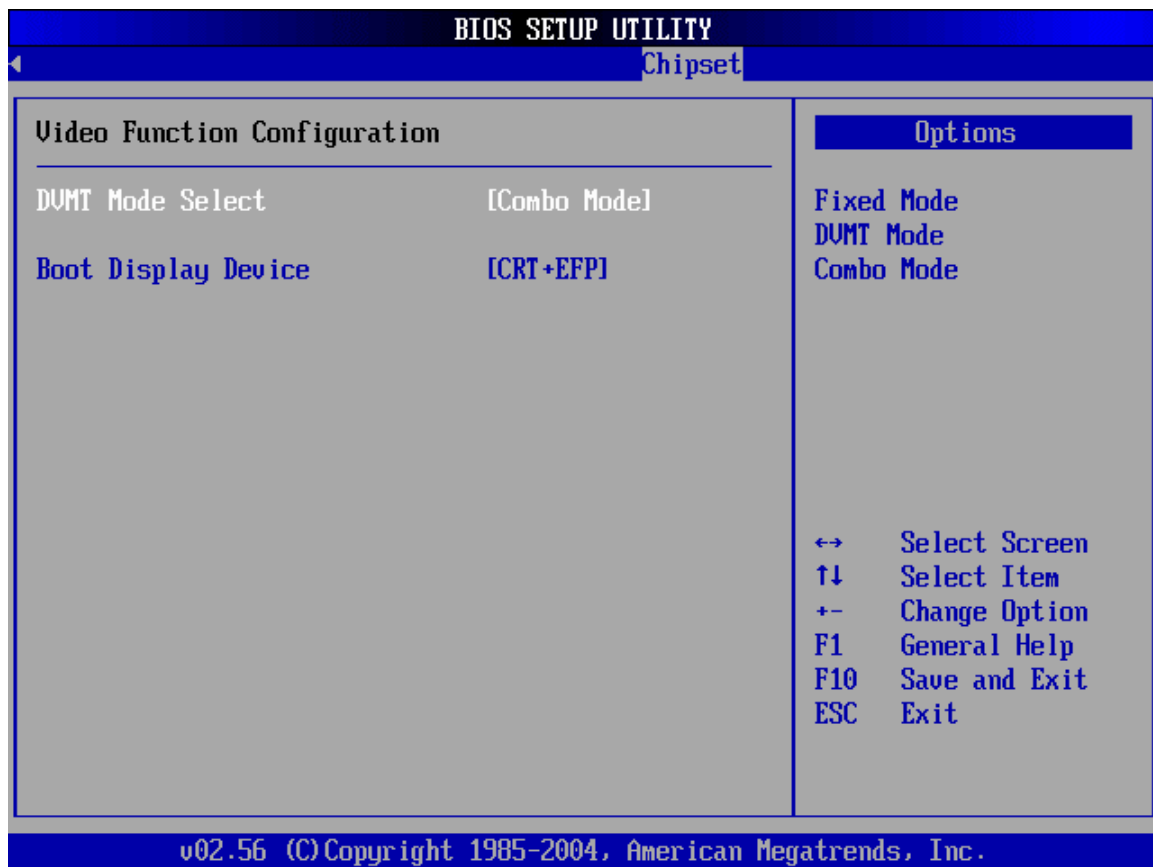 BIOS SETUP UTILITY
Chipset
Video Function Configuration
DVMT Mode Select [Combo Mode]
Boot Display Device [CRT+EFP]
Options
Fixed Mode
DVMT Mode
Combo Mode
←→ Select Screen
↑↓ Select Item
+- Change Option
F1 General Help
F10 Save and Exit
ESC Exit
v02.56 (C)Copyright 1985-2004, American Megatrends, Inc.